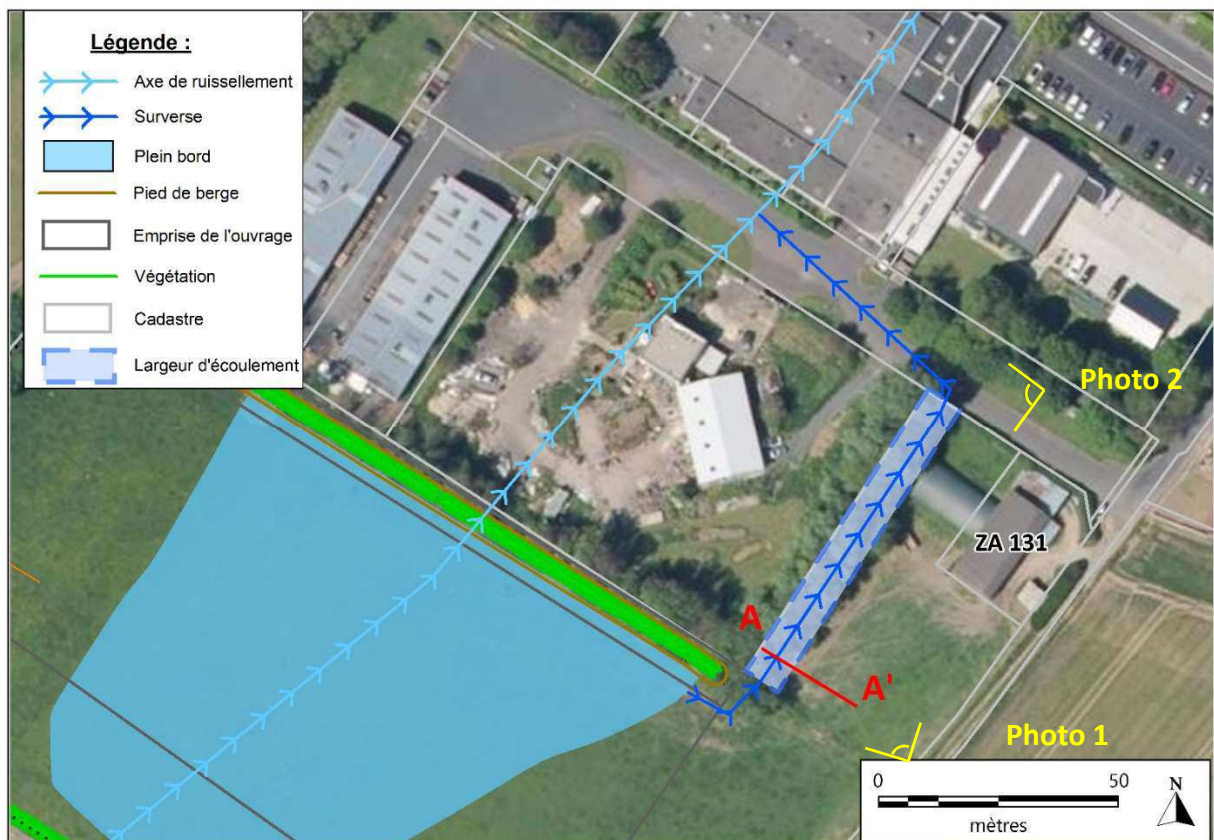 Légende :
Axe de ruissellement
Surverse
Plein bord
Pied de berge
Emprise de l'ouvrage
Végétation
Cadastre
Largeur d'écoulement
Photo 2
ZA 131
A
A'
Photo 1
0 50
mètres
N